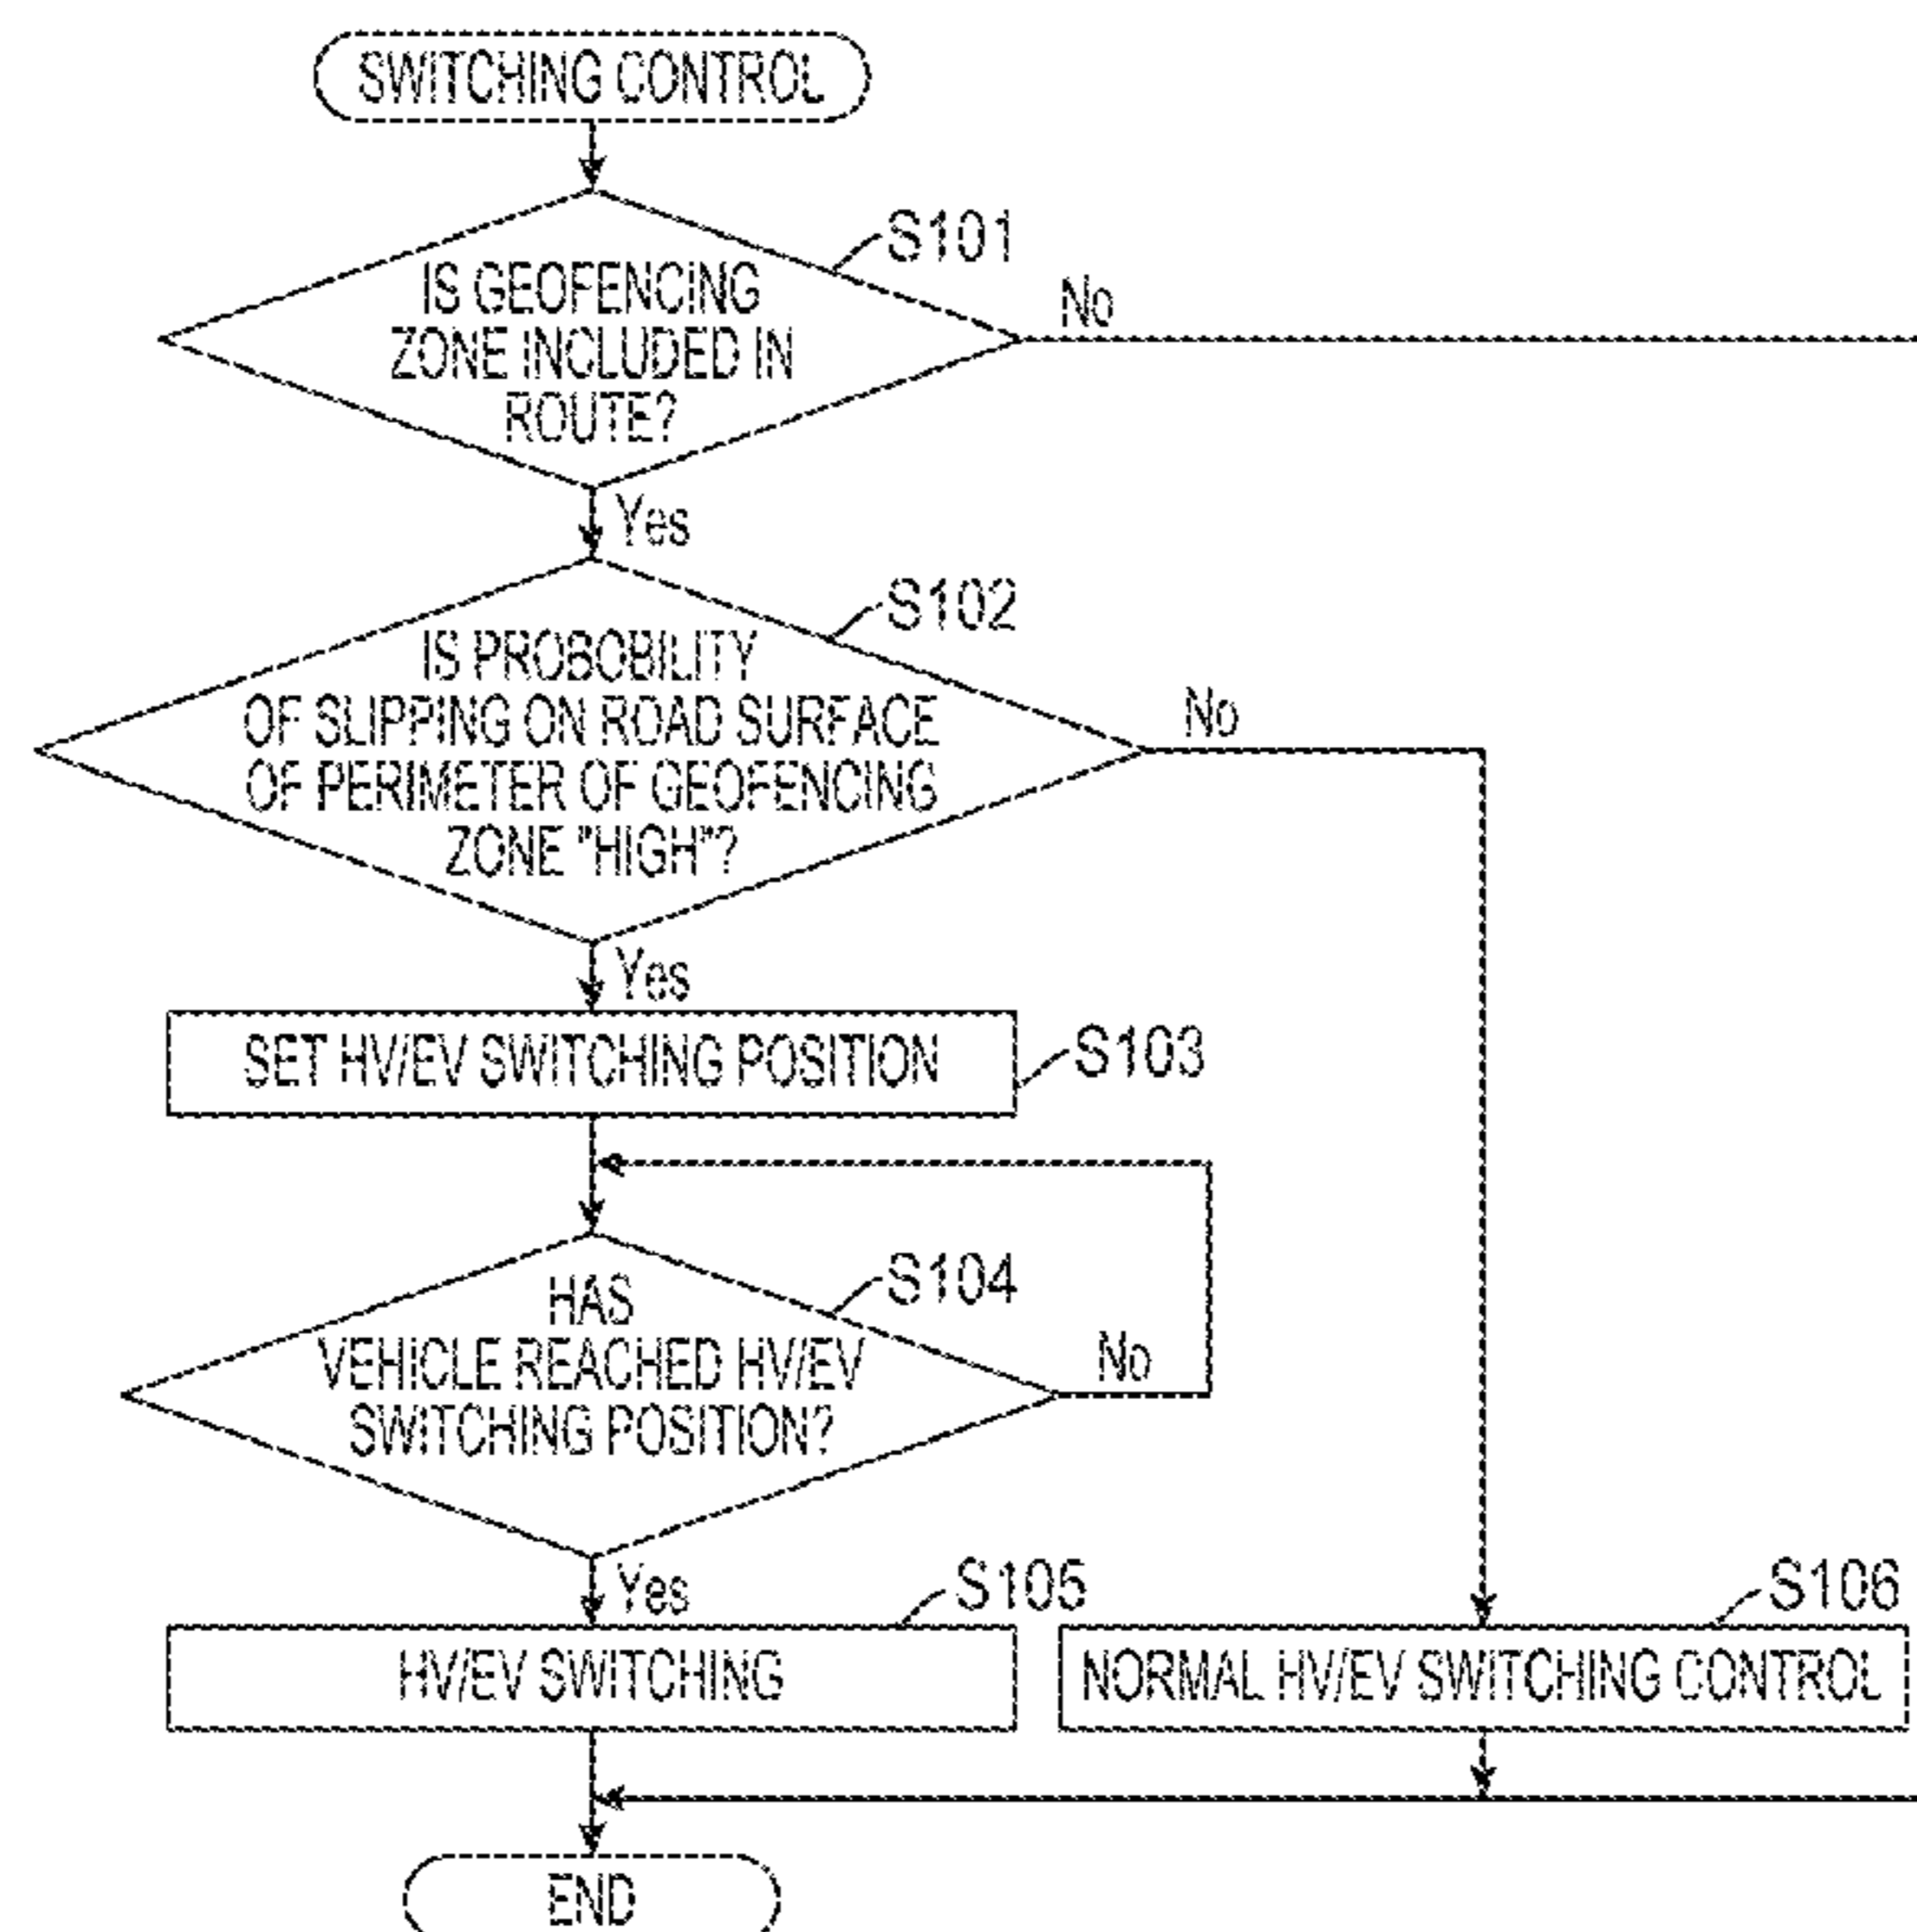 SWITCHING CONTROL
S101
IS GEOFENCING
ZONE INCLUDED IN
ROUTE?
No
Yes
S102
IS PROBOBILITY
OF SLIPPING ON ROAD SURFACE
OF PERIMETER OF GEOFENCING
ZONE "HIGH"?
No
Yes
SET HV/EV SWITCHING POSITION
S103
S104
HAS
VEHICLE REACHED HV/EV
SWITCHING POSITION?
No
Yes
S105
HV/EV SWITCHING
S106
NORMAL HV/EV SWITCHING CONTROL
END